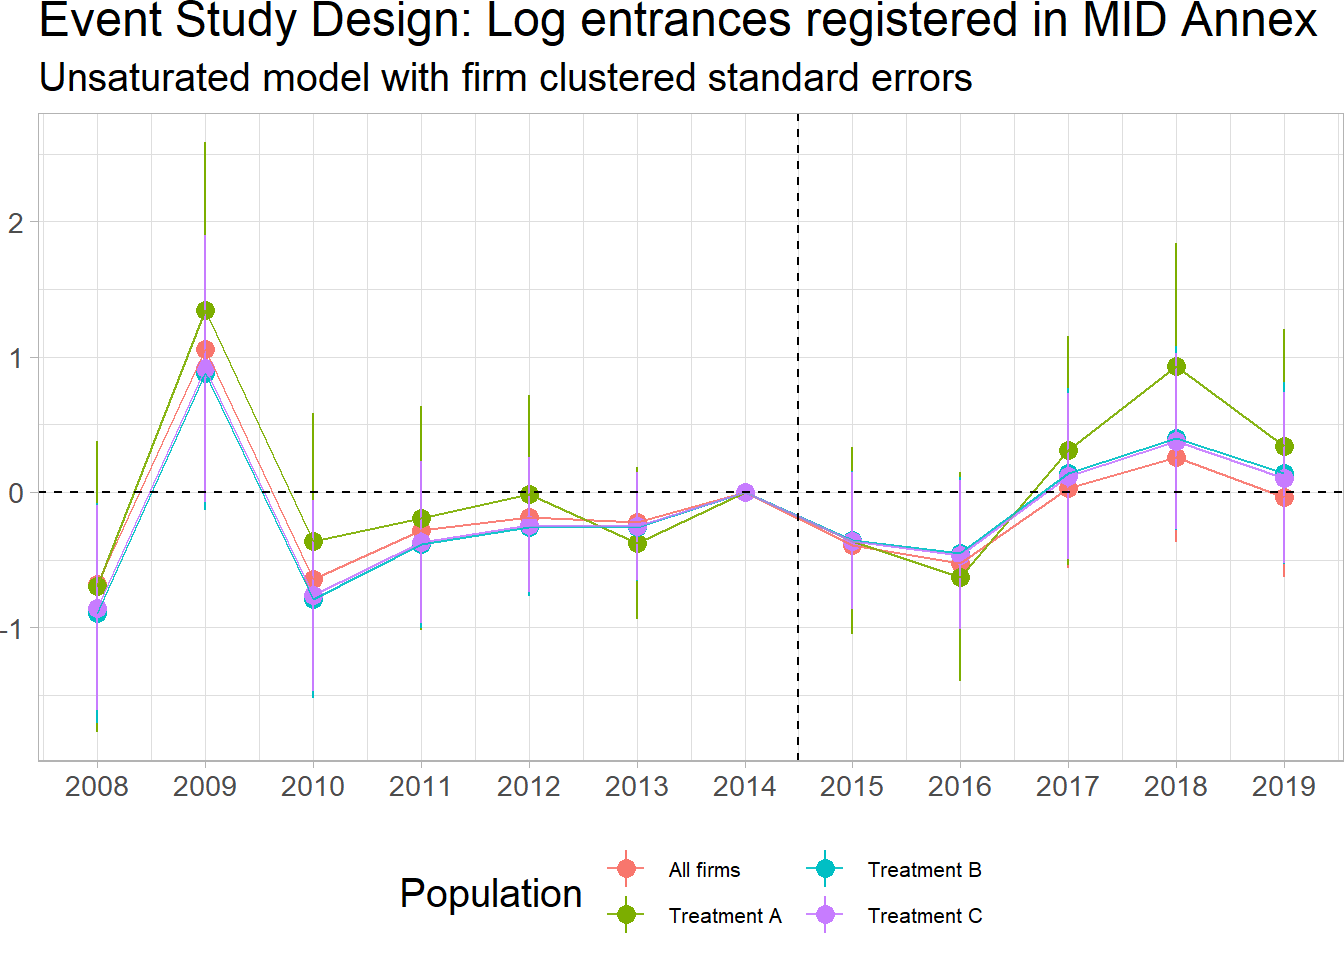 Event Study Design: Log entrances registered in MID Annex
Unsaturated model with firm clustered standard errors
2
1
0
-1
2008 2009 2010 2011 2012 2013 2014 2015 2016 2017 2018 2019
Population
All firms
Treatment B
Treatment A
Treatment C